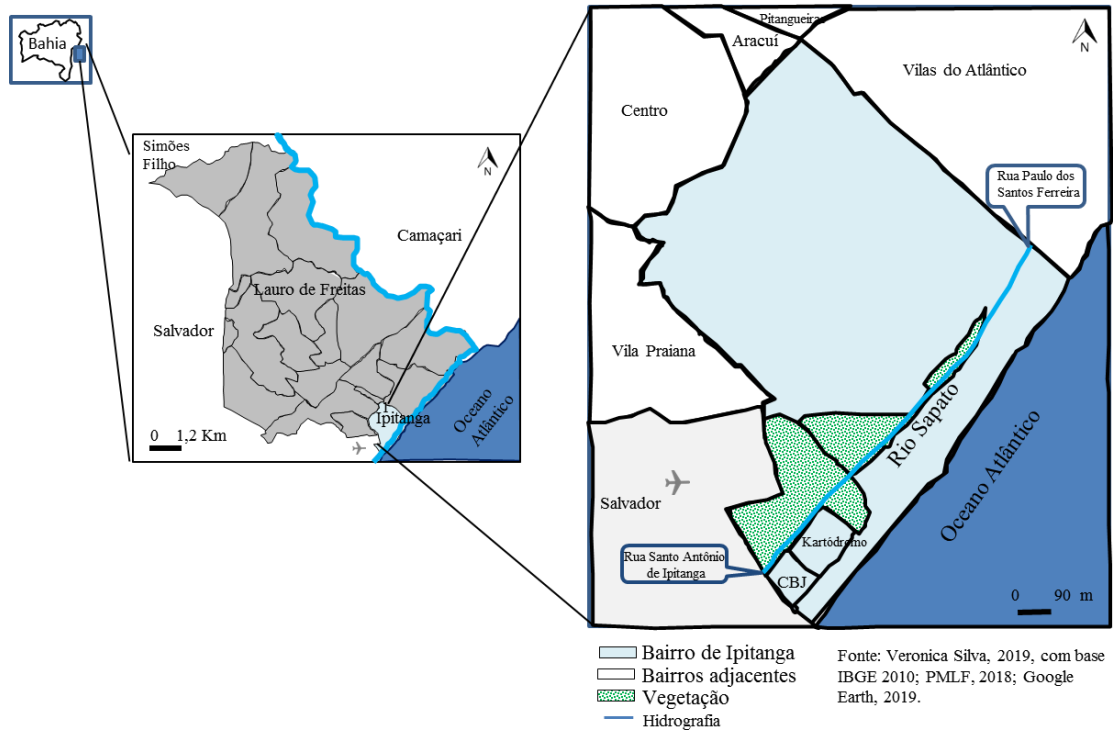 Bahia
Simões
Filho
Camaçari
Lauro de Freitas
Salvador
Ipitanga
Oceano
Atlântico
0 1,2 Km
N
Pitangueiras
Aracuí
Vilas do Atlântico
N
Centro
Rua Paulo dos
Santos Ferreira
Vila Praiana
Rio Sapato
Oceano Atlântico
Salvador
Kartódromo
Rua Santo Antônio
de Ipitanga
CBJ
0 90 m
Bairro de Ipitanga
Bairros adjacentes
Vegetação
Hidrografia
Fonte: Veronica Silva, 2019, com base
IBGE 2010; PMLF, 2018; Google
Earth, 2019.